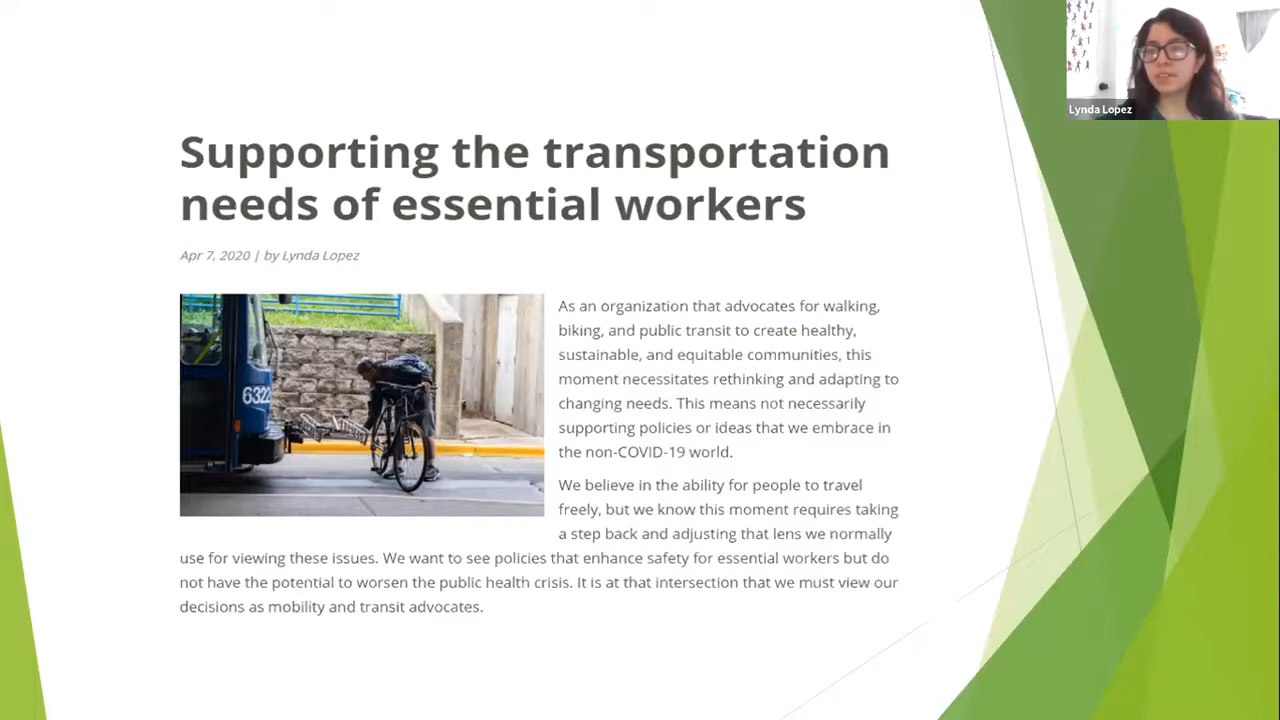 Lynda Lopez
Supporting the transportation
needs of essential workers
Apr 7, 2020 | by Lynda Lopez
6322
As an organization that advocates for walking,
biking, and public transit to create healthy,
sustainable, and equitable communities, this
moment necessitates rethinking and adapting to
changing needs. This means not necessarily
supporting policies or ideas that we embrace in
the non-COVID-19 world.
We believe in the ability for people to travel
freely, but we know this moment requires taking
a step back and adjusting that lens we normally
use for viewing these issues. We want to see policies that enhance safety for essential workers but do
not have the potential to worsen the public health crisis. It is at that intersection that we must view our
decisions as mobility and transit advocates.